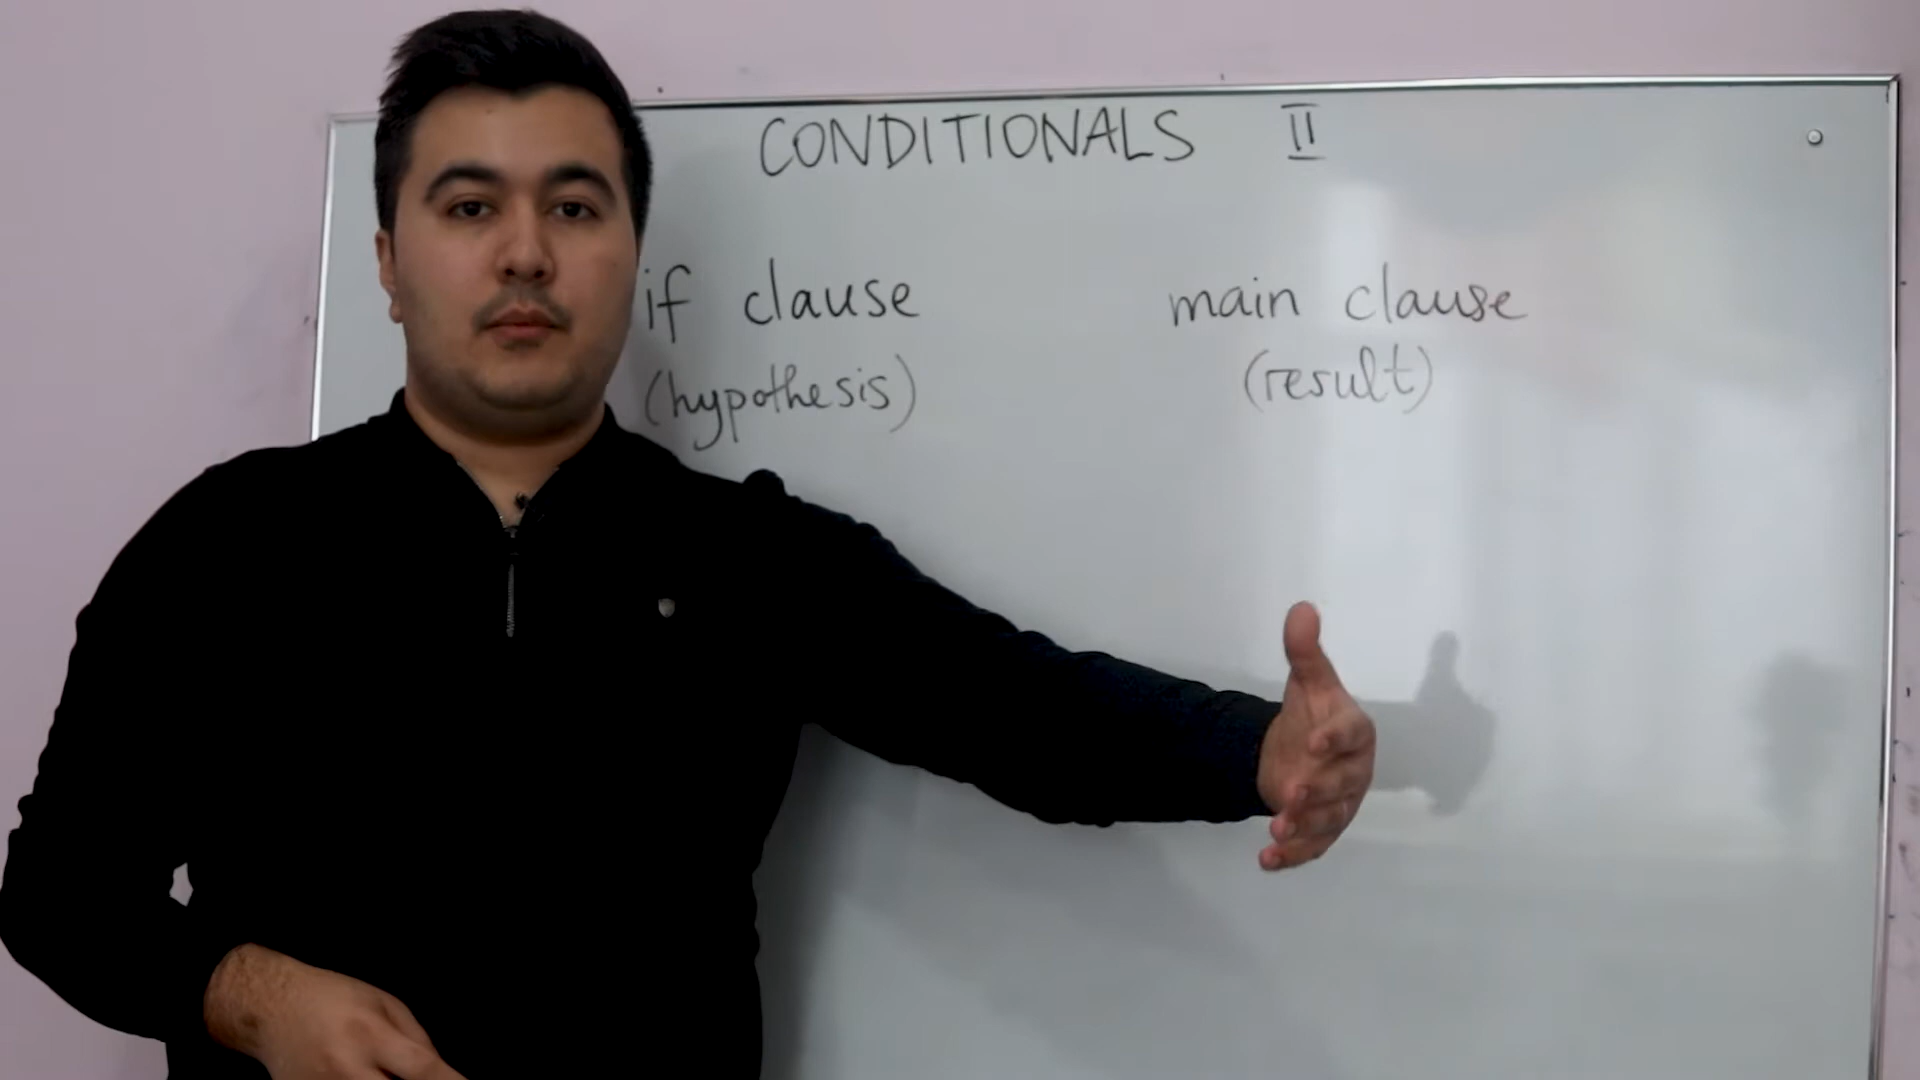 CONDITIONALS II
if clause main clause
(hypothesis) (result)